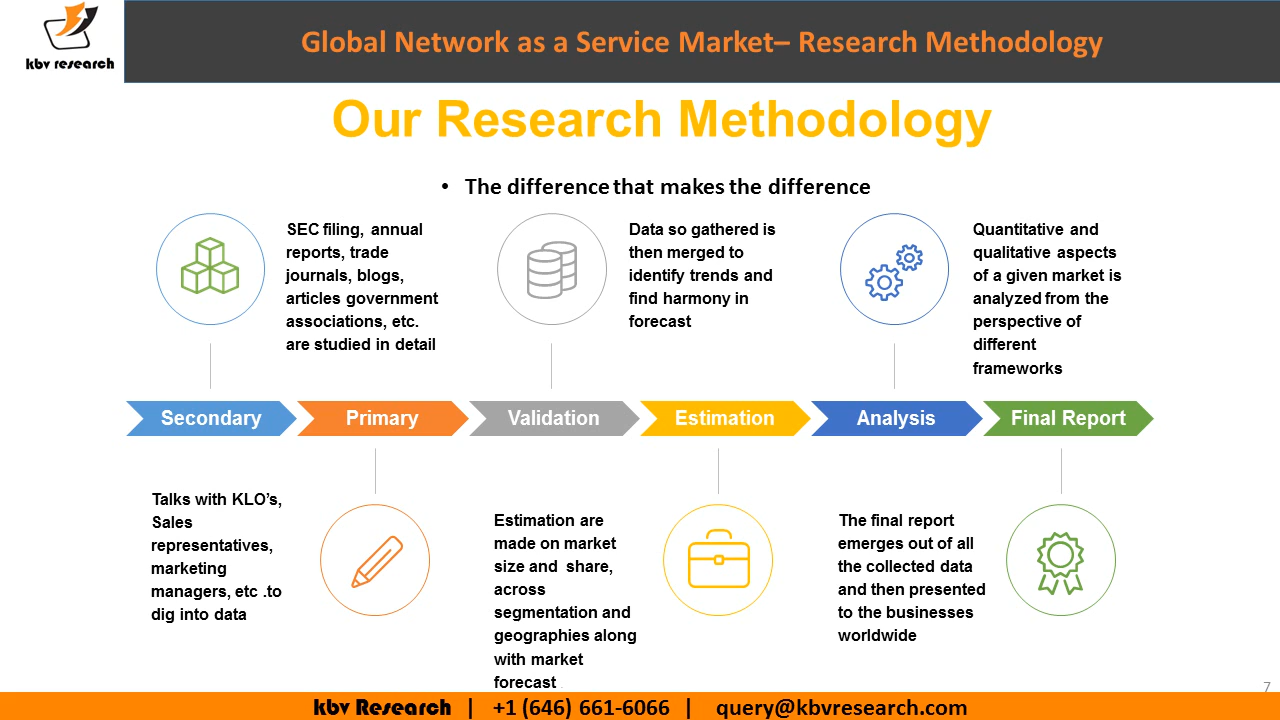 kbv research
Global Network as a Service Market– Research Methodology
Our Research Methodology
• The difference that makes the difference
SEC filing, annual
reports, trade
journals, blogs,
articles government
associations, etc.
are studied in detail
Data so gathered is
then merged to
identify trends and
find harmony in
forecast
Quantitative and
qualitative aspects
of a given market is
analyzed from the
perspective of
different
frameworks
Secondary
Primary
Validation
Estimation
Analysis
Final Report
Talks with KLO’s,
Sales
representatives,
marketing
managers, etc .to
dig into data
Estimation are
made on market
size and share,
across
segmentation and
geographies along
with market
forecast .
The final report
emerges out of all
the collected data
and then presented
to the businesses
worldwide
7
kbv Research | +1 (646) 661-6066 | query@kbvresearch.com